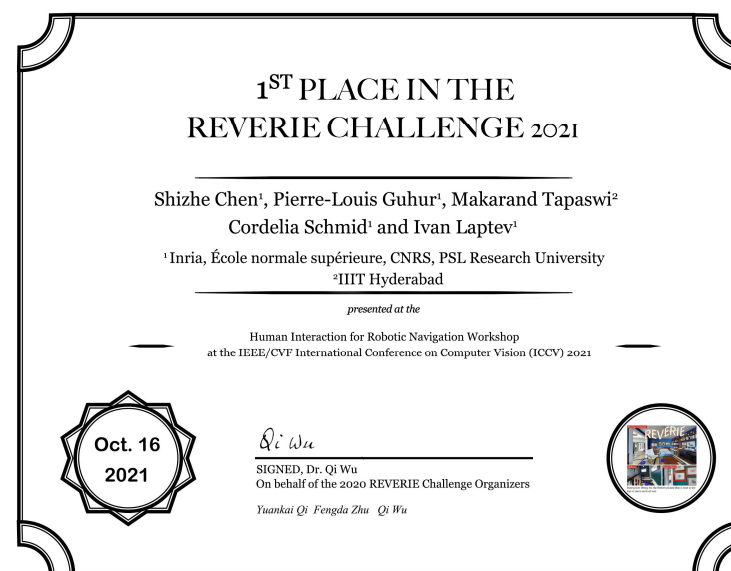 1ST PLACE IN THE
REVERIE CHALLENGE 2021
Shizhe Chen¹, Pierre-Louis Guhur¹, Makarand Tapaswi²
Cordelia Schmid¹ and Ivan Laptev¹
¹ Inria, École normale supérieure, CNRS, PSL Research University
²IIIT Hyderabad
presented at the
Human Interaction for Robotic Navigation Workshop
at the IEEE/CVF International Conference on Computer Vision (ICCV) 2021
Oct. 16
2021
Qi Wu
SIGNED, Dr. Qi Wu
On behalf of the 2020 REVERIE Challenge Organizers
Yuankai Qi Fengda Zhu Qi Wu
REVERIE